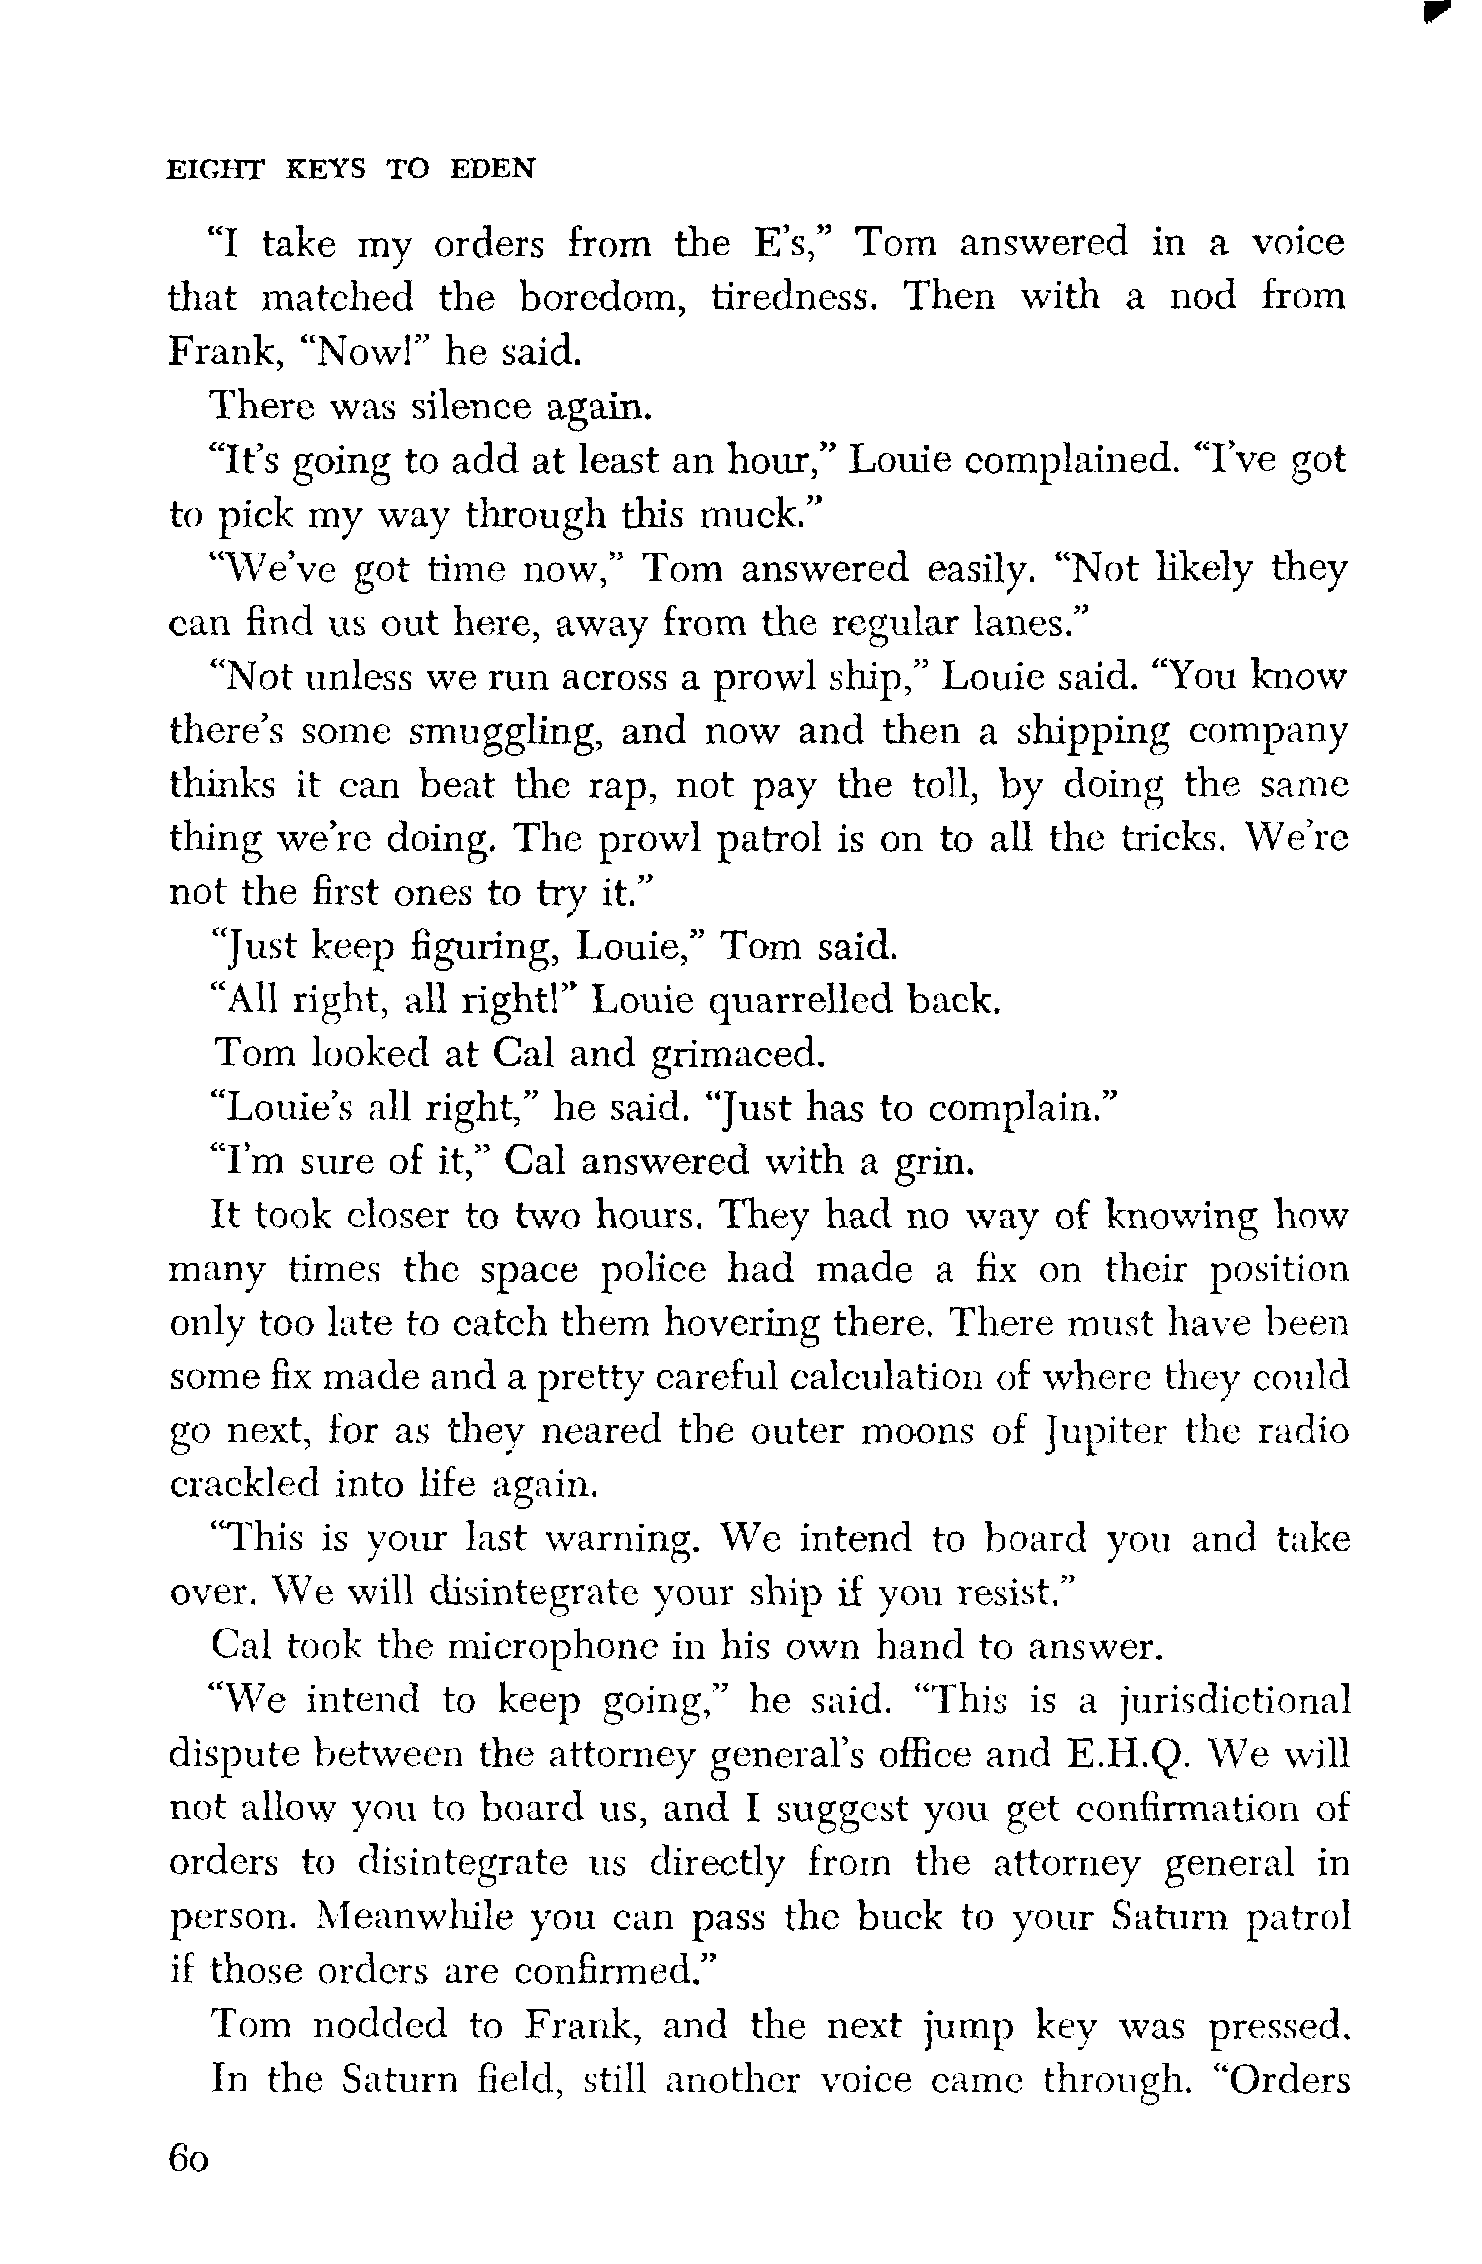 EIGHT KEYS TO EDEN
“I take my orders from the E’s,” Tom answered in a voice
that matched the boredom, tiredness. Then with a nod from
Frank, “Now!” he said.
There was silence again.
“It’s going to add at least an hour,” Louie complained. “I’ve got
to pick my way through this muck.”
“We’ve got time now,” Tom answered easily. “Not likely they
can find us out here, away from the regular lanes.”
“Not unless we run across a prowl ship,” Louie said. “You know
there’s some smuggling, and now and then a shipping company
thinks it can beat the rap, not pay the toll, by doing the same
thing we’re doing. The prowl patrol is on to all the tricks. We’re
not the first ones to try it.”
“Just keep figuring, Louie,” Tom said.
“All right, all right!” Louie quarrelled back.
Tom looked at Cal and grimaced.
“Louie’s all right,” he said. “Just has to complain.”
“I’m sure of it,” Cal answered with a grin.
It took closer to two hours. They had no way of knowing how
many times the space police had made a fix on their position
only too late to catch them hovering there. There must have been
some fix made and a pretty careful calculation of where they could
go next, for as they neared the outer moons of Jupiter the radio
crackled into life again.
“This is your last warning. We intend to board you and take
over. We will disintegrate your ship if you resist.”
Cal took the microphone in his own hand to answer.
“We intend to keep going,” he said. “This is a jurisdictional
dispute between the attorney general’s office and E.H.Q. We will
not allow you to board us, and I suggest you get confirmation of
orders to disintegrate us directly from the attorney general in
person. Meanwhile you can pass the buck to your Saturn patrol
if those orders are confirmed.”
Tom nodded to Frank, and the next jump key was pressed.
In the Saturn field, still another voice came through. “Orders
60